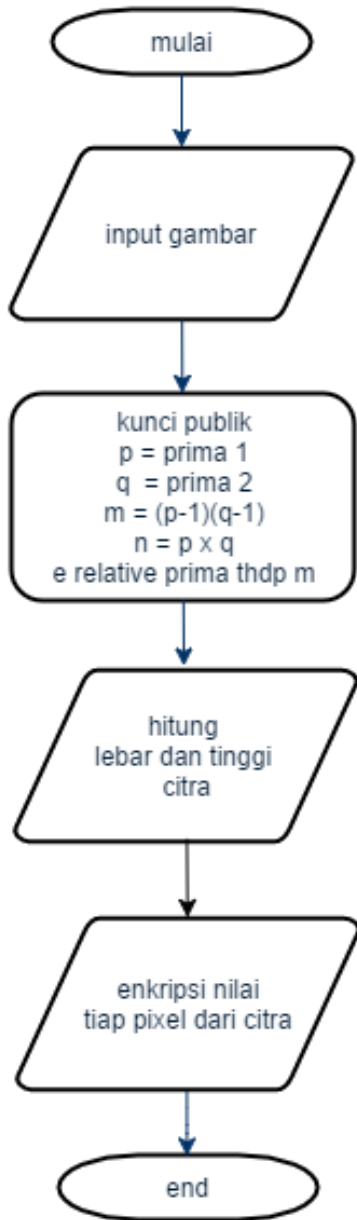 mulai
input gambar
kunci publik
p = prima 1
q = prima 2
m = (p-1)(q-1)
n = p x q
e relative prima thdp m
hitung
lebar dan tinggi
citra
enkripsi nilai
tiap pixel dari citra
end